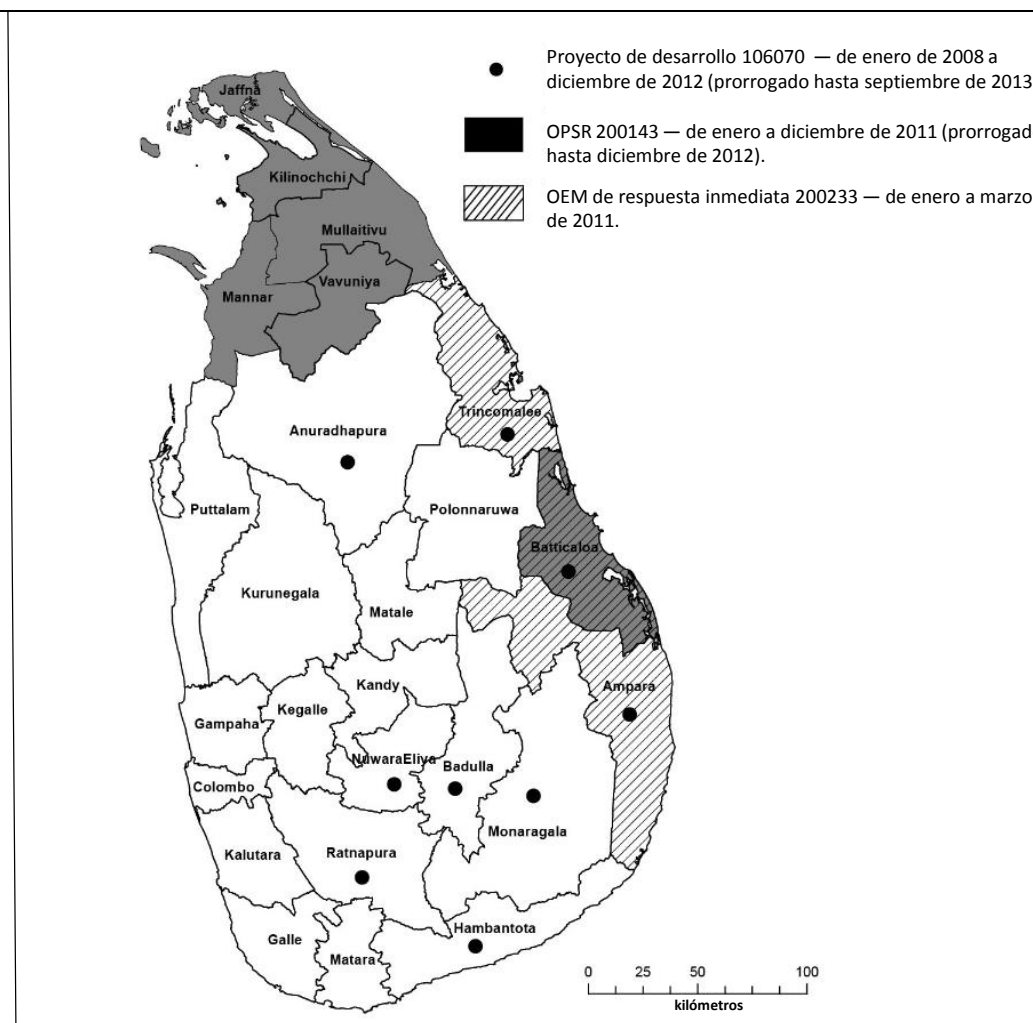 Proyecto de desarrollo 106070 — de enero de 2008 a
diciembre de 2012 (prorrogado hasta septiembre de 2013
OPSR 200143 — de enero a diciembre de 2011 (prorrogad
hasta diciembre de 2012).
OEM de respuesta inmediata 200233 — de enero a marzo
de 2011.
Jaffna
Kilinochchi
Mullaitivu
Vavuniya
Mannar
Trincomalee
Anuradhapura
Puttalam
Polonnaruwa
Batticaloa
Kurunegala
Matale
Kandy
Ampara
Kegalle
Gampaha
NuwaraEliya
Badulla
Colombo
Monaragala
Kalutara
Ratnapura
Hambantota
Galle
Matara
0 25 50 100
kilómetros